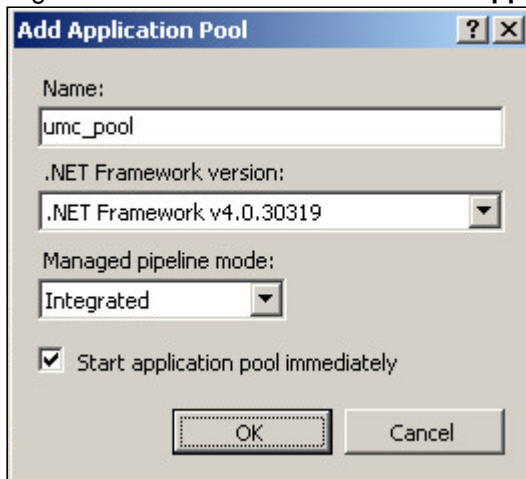 Add Application Pool
Name:
umc_pool
.NET Framework version:
.NET Framework v4.0.30319
Managed pipeline mode:
Integrated
Start application pool immediately
OK Cancel